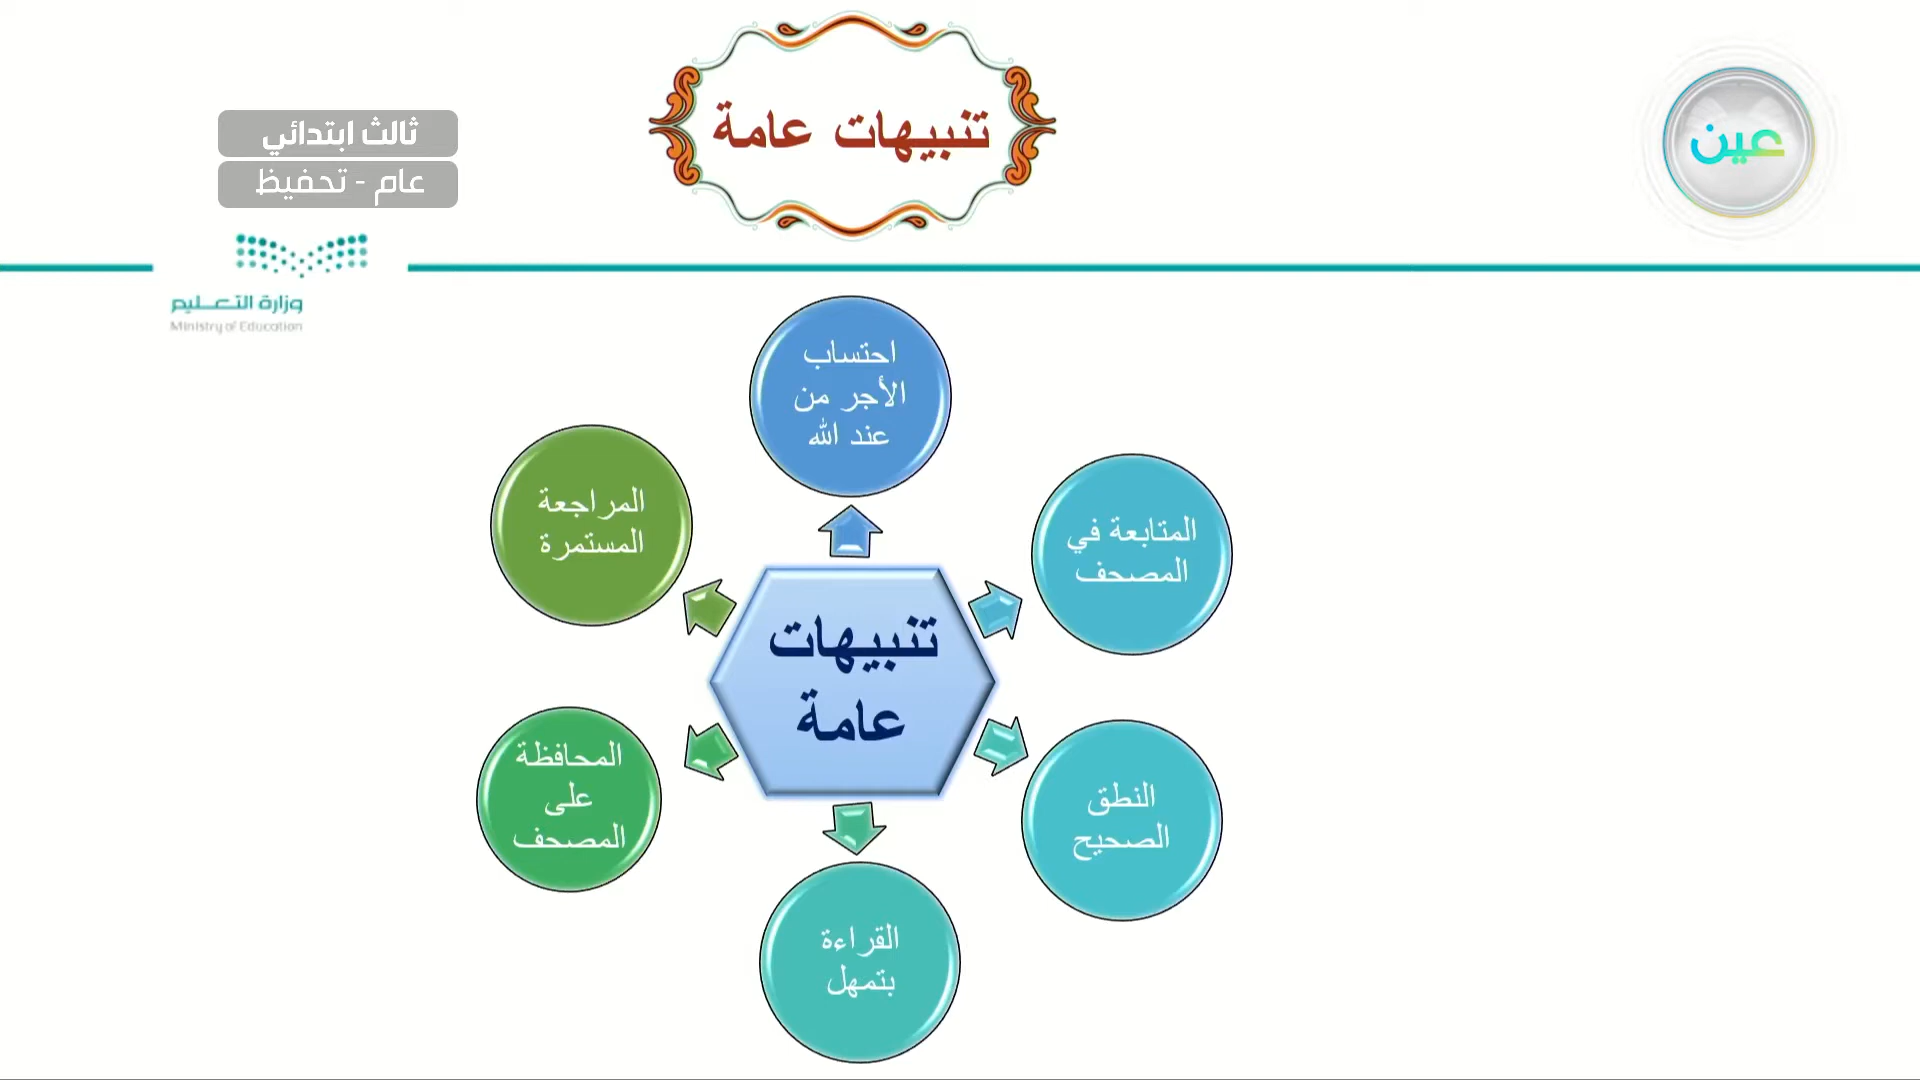 تنبيهات عامة
عين
ثالث ابتدائي
عام - تحفيظ
وزارة التعليم
Ministry of Education
احتساب
الأجر من
عند الله
المتابعة في
المصحف
النطق
الصحيح
القراءة
بتمهل
المحافظة
على
المصحف
المراجعة
المستمرة
تنبيهات
عامة